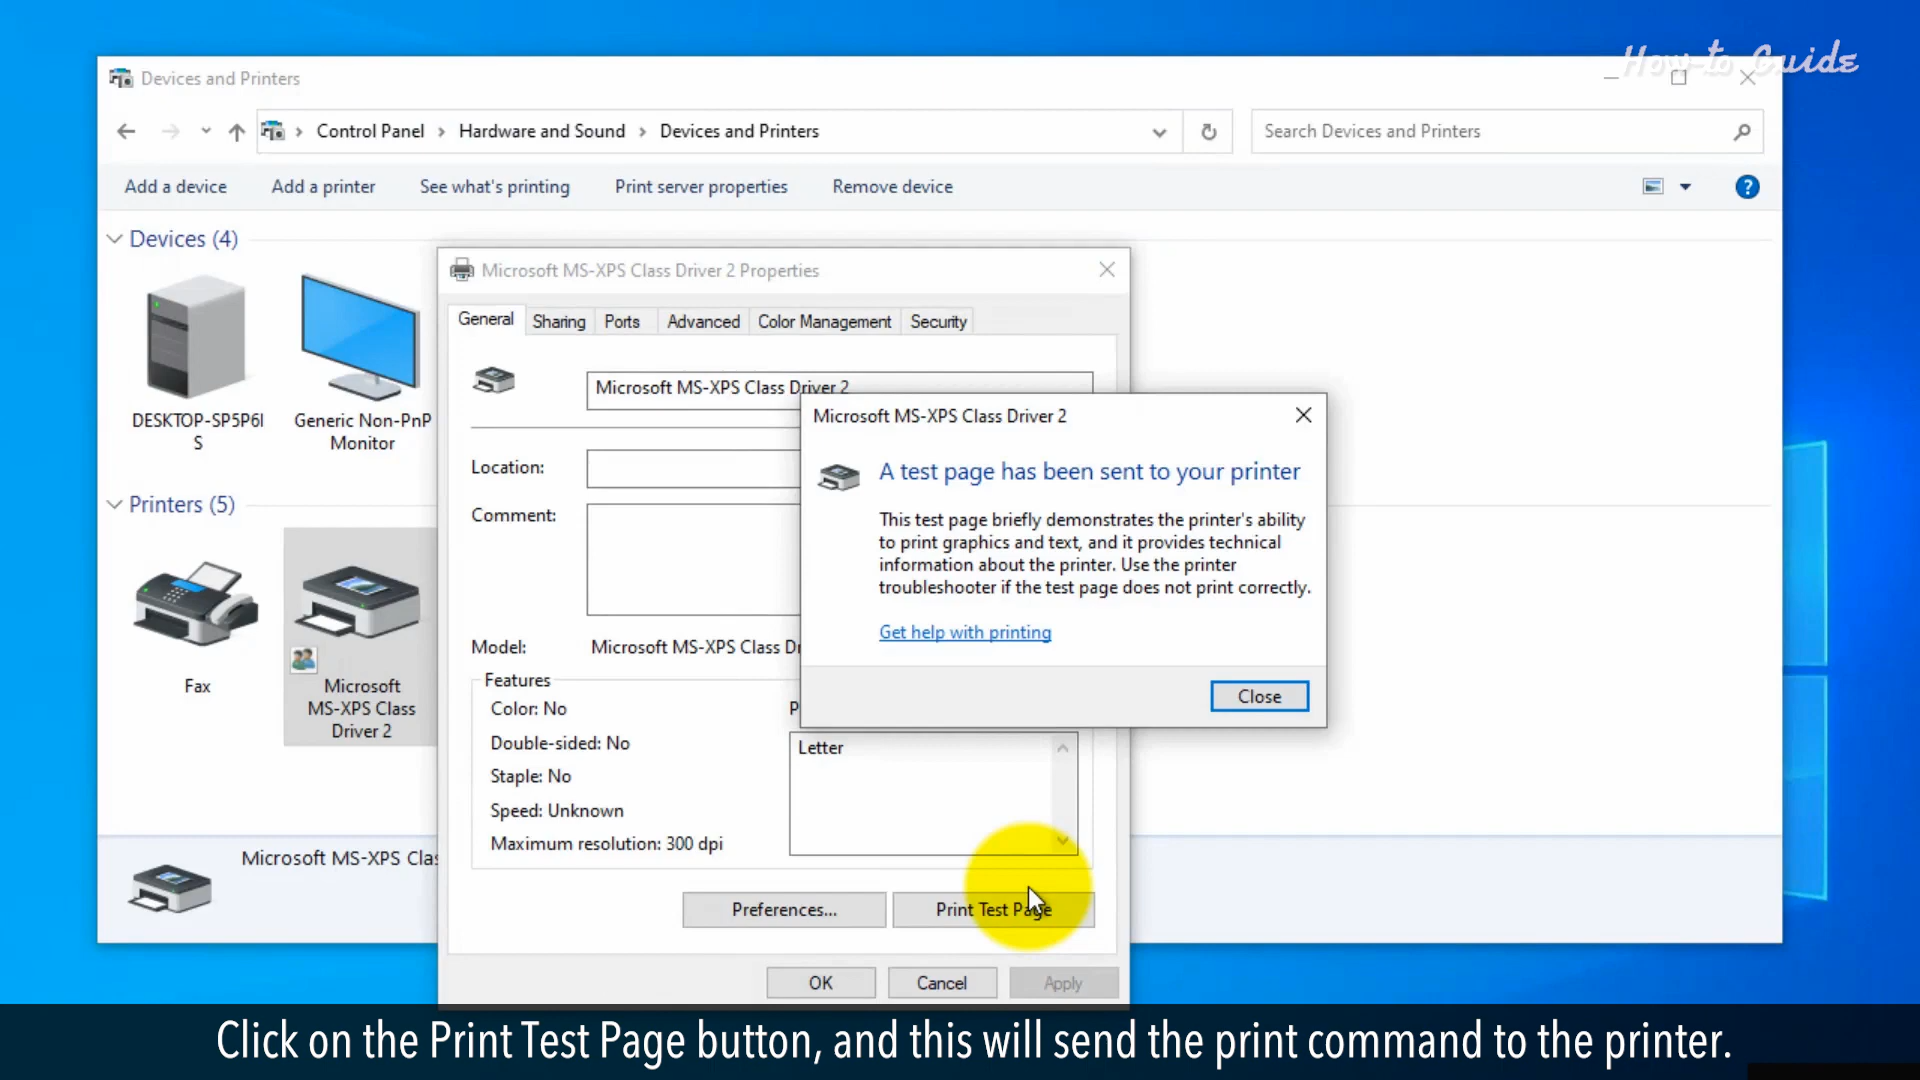 How-to Guide
Devices and Printers
Control Panel > Hardware and Sound > Devices and Printers
Search Devices and Printers
Add a device
Add a printer
See what's printing
Print server properties
Remove device
?
Devices (4)
DESKTOP-SP5P6I
S
Generic Non-PnP
Monitor
Printers (5)
Fax
Microsoft
MS-XPS Class
Driver 2
Microsoft MS-XPS Clas
Microsoft MS-XPS Class Driver 2 Properties
General
Sharing
Ports
Advanced
Color Management
Security
Microsoft MS-XPS Class Driver 2
Location:
Comment:
Model:
Microsoft MS-XPS Class Dr
Features
Color: No
P
Double-sided: No
Staple: No
Speed: Unknown
Maximum resolution: 300 dpi
Letter
Preferences...
Print Test Page
OK
Cancel
Apply
Microsoft MS-XPS Class Driver 2
A test page has been sent to your printer
This test page briefly demonstrates the printer's ability
to print graphics and text, and it provides technical
information about the printer. Use the printer
troubleshooter if the test page does not print correctly.
Get help with printing
Close
Click on the Print Test Page button, and this will send the print command to the printer.